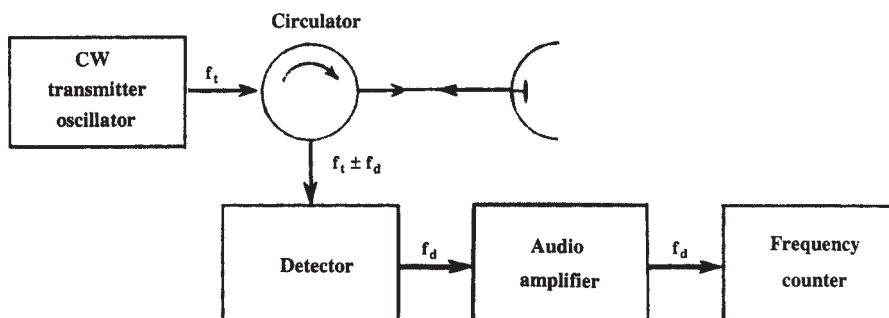 Circulator
CW
transmitter
oscillator
f_t
f_t ± f_d
Detector
f_d
Audio
amplifier
f_d
Frequency
counter